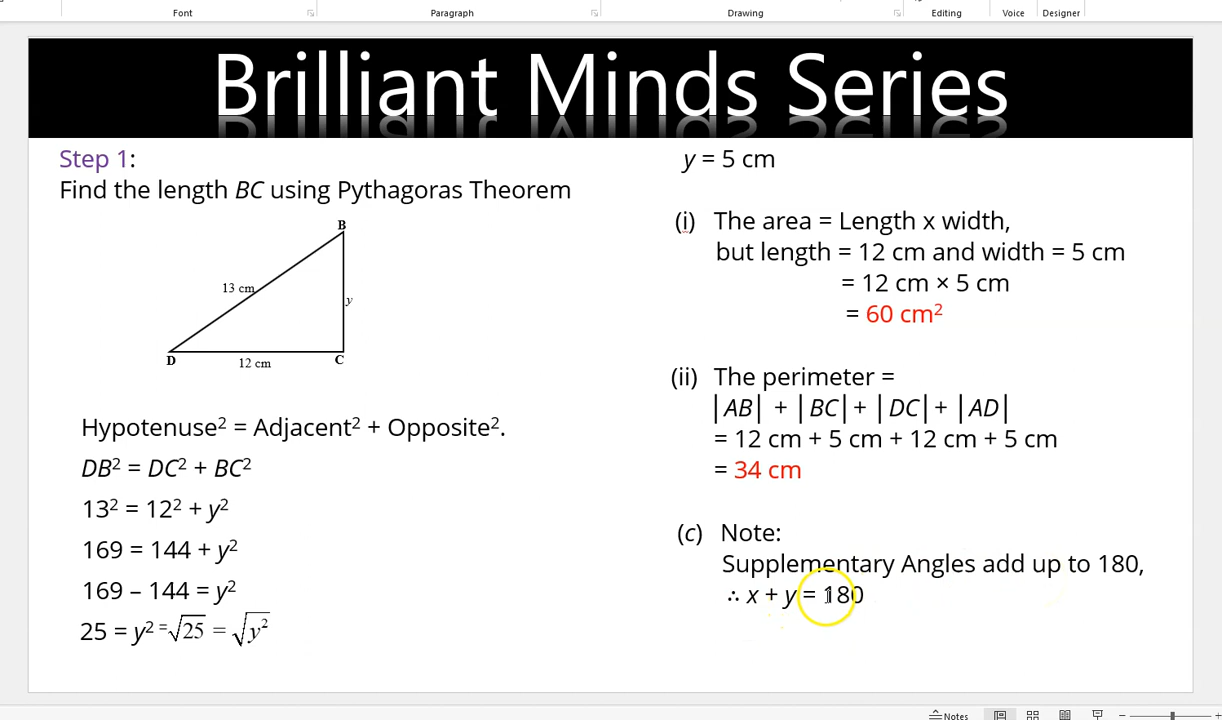 Font
Paragraph
Drawing
Editing
Voice
Designer
Brilliant Minds Series
Step 1:
Find the length BC using Pythagoras Theorem
B
13 cm
y
D
12 cm
C
Hypotenuse² = Adjacent² + Opposite².
DB² = DC² + BC²
13² = 12² + y²
169 = 144 + y²
169 – 144 = y²
25 = y² = √25 = √y²
y = 5 cm
(i) The area = Length x width,
but length = 12 cm and width = 5 cm
= 12 cm × 5 cm
= 60 cm²
(ii) The perimeter =
|AB| + |BC| + |DC| + |AD|
= 12 cm + 5 cm + 12 cm + 5 cm
= 34 cm
(c) Note:
Supplementary Angles add up to 180,
∴ x + y = 180
Notes